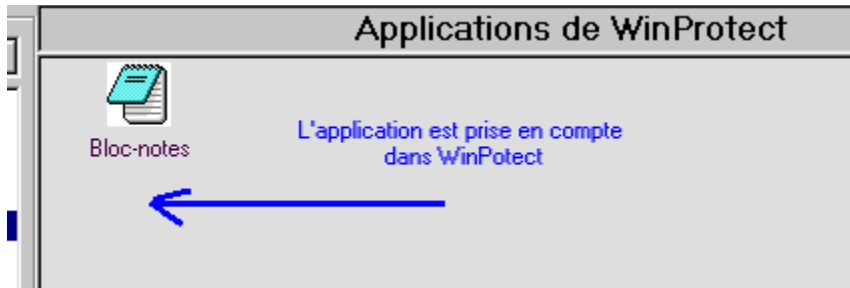 Applications de WinProtect
Bloc-notes
L'application est prise en compte
dans WinPotect